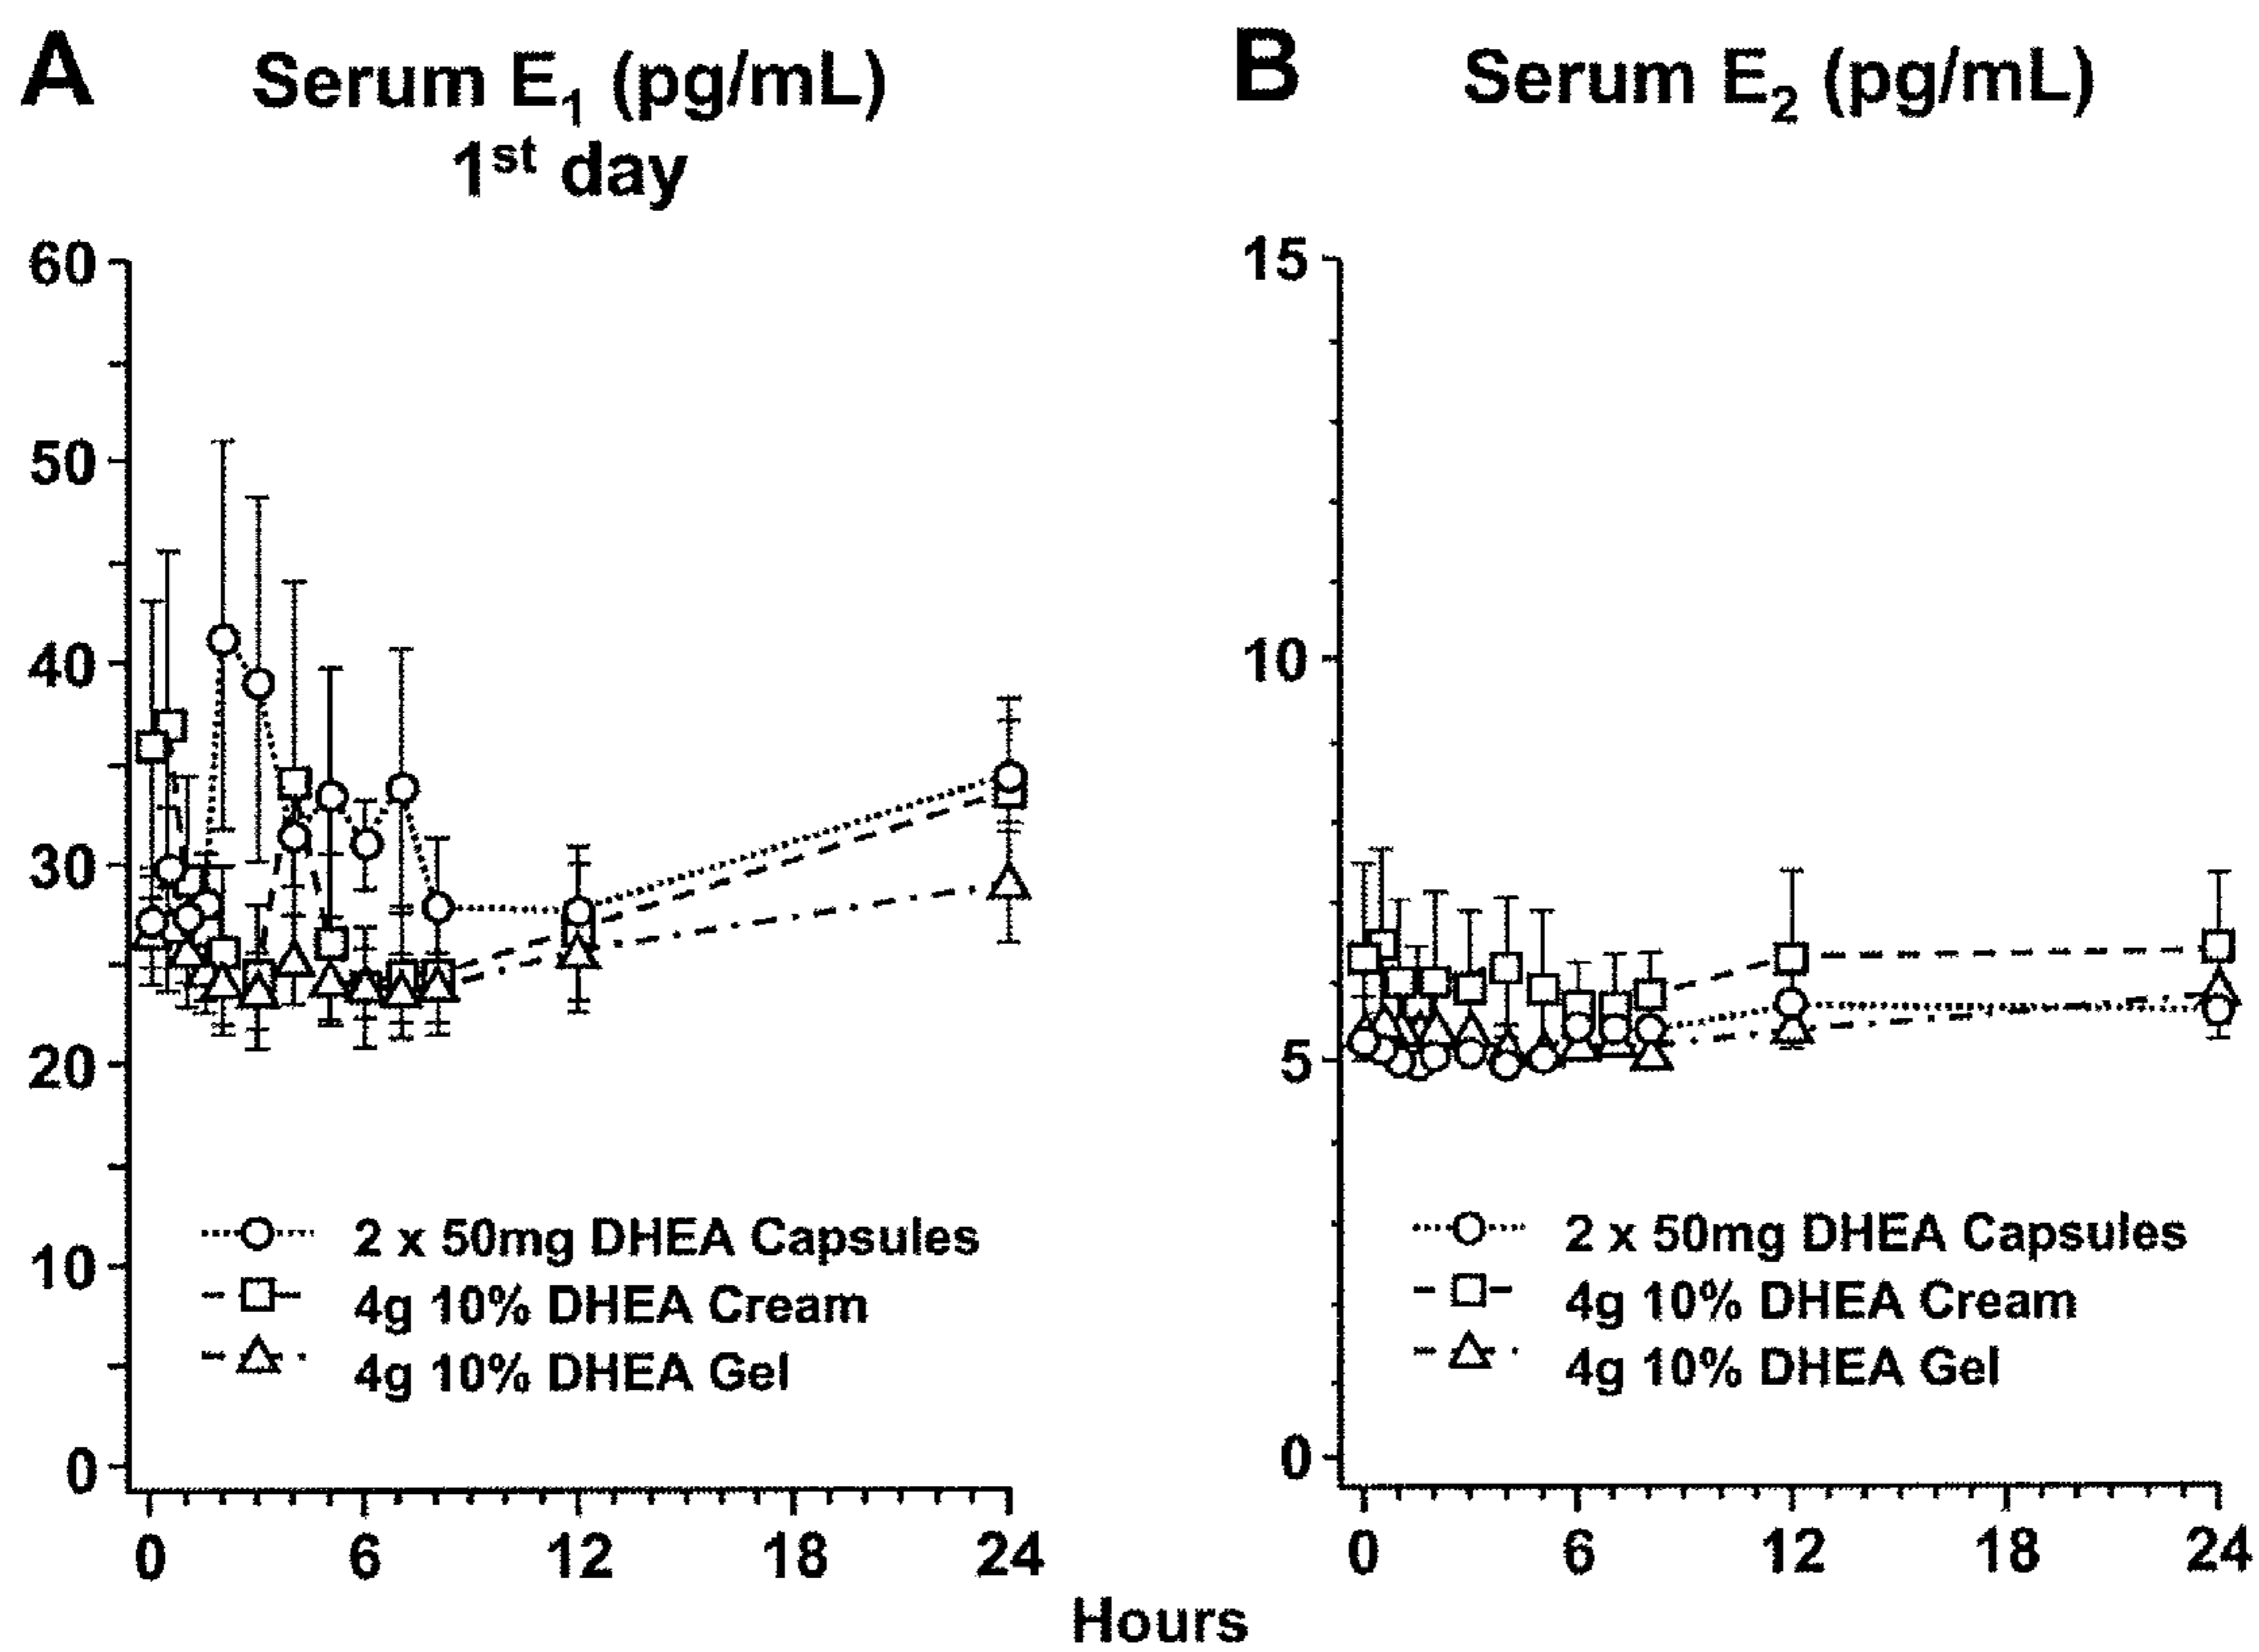 A
Serum E₁ (pg/mL)
1ˢᵗ day
60
50
40
30
20
10
0
2 x 50mg DHEA Capsules
4g 10% DHEA Cream
4g 10% DHEA Gel
0 6 12 18 24
B
Serum E₂ (pg/mL)
15
10
5
0
2 x 50mg DHEA Capsules
4g 10% DHEA Cream
4g 10% DHEA Gel
0 6 12 18 24
Hours